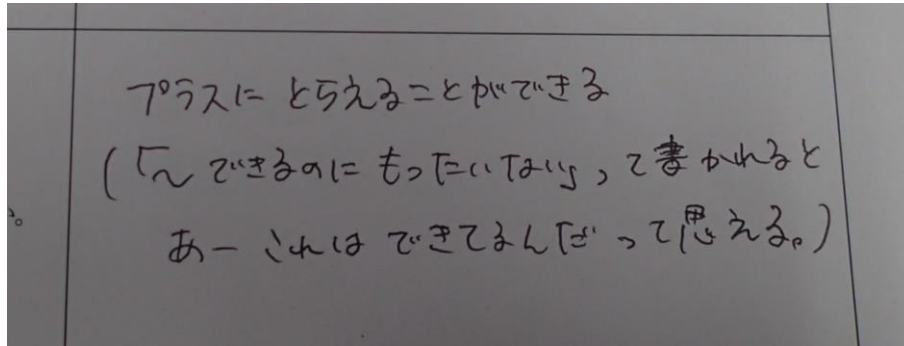 プラスにとらえることができる
(「〜できるのにもったいない」って書かれると
あーこれはできてるんだって思える。)
。